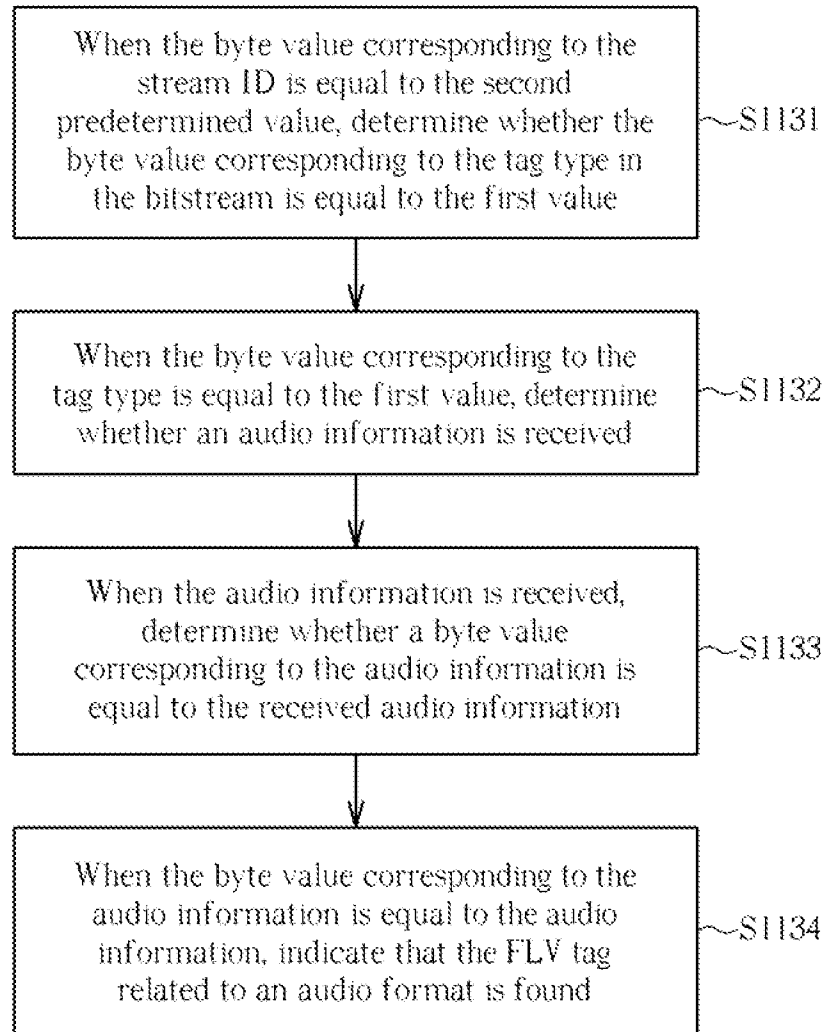 When the byte value corresponding to the
stream ID is equal to the second
predetermined value, determine whether the
byte value corresponding to the tag type in
the bitstream is equal to the first value
S1131
When the byte value corresponding to the
tag type is equal to the first value, determine
whether an audio information is received
S1132
When the audio information is received,
determine whether a byte value
corresponding to the audio information is
equal to the received audio information
S1133
When the byte value corresponding to the
audio information is equal to the audio
information, indicate that the FLV tag
related to an audio format is found
S1134